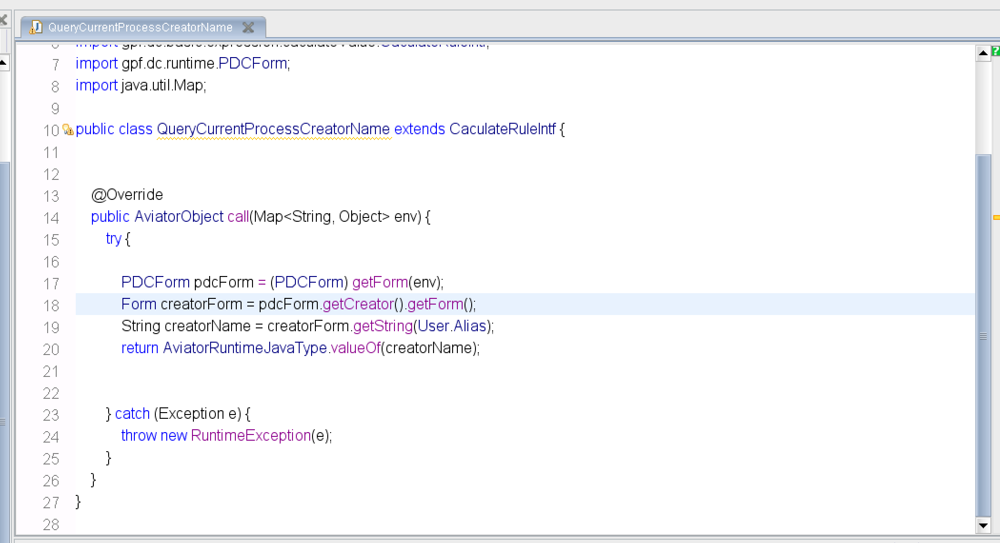 QueryCurrentProcessCreatorName
7 import gpf.dc.runtime.PDCForm;
8 import java.util.Map;
9
10 public class QueryCurrentProcessCreatorName extends CaculateRuleIntf {
11
12
13 @Override
14 public AviatorObject call(Map<String, Object> env) {
15 try {
16
17 PDCForm pdcForm = (PDCForm) getForm(env);
18 Form creatorForm = pdcForm.getCreator().getForm();
19 String creatorName = creatorForm.getString(User.Alias);
20 return AviatorRuntimeJavaType.valueOf(creatorName);
21
22
23 } catch (Exception e) {
24 throw new RuntimeException(e);
25 }
26 }
27 }
28